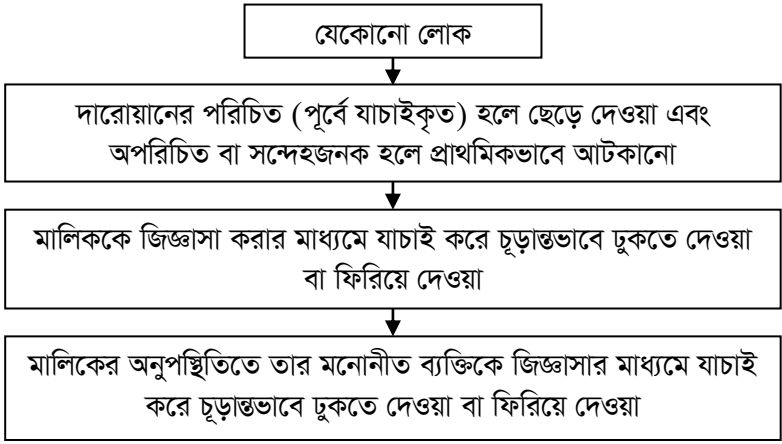 যেকোনো লোক
দারোয়ানের পরিচিত (পূর্বে যাচাইকৃত) হলে ছেড়ে দেওয়া এবং
অপরিচিত বা সন্দেহজনক হলে প্রাথমিকভাবে আটকানো
মালিককে জিজ্ঞাসা করার মাধ্যমে যাচাই করে চূড়ান্তভাবে ঢুকতে দেওয়া
বা ফিরিয়ে দেওয়া
মালিকের অনুপস্থিতিতে তার মনোনীত ব্যক্তিকে জিজ্ঞাসার মাধ্যমে যাচাই
করে চূড়ান্তভাবে ঢুকতে দেওয়া বা ফিরিয়ে দেওয়া